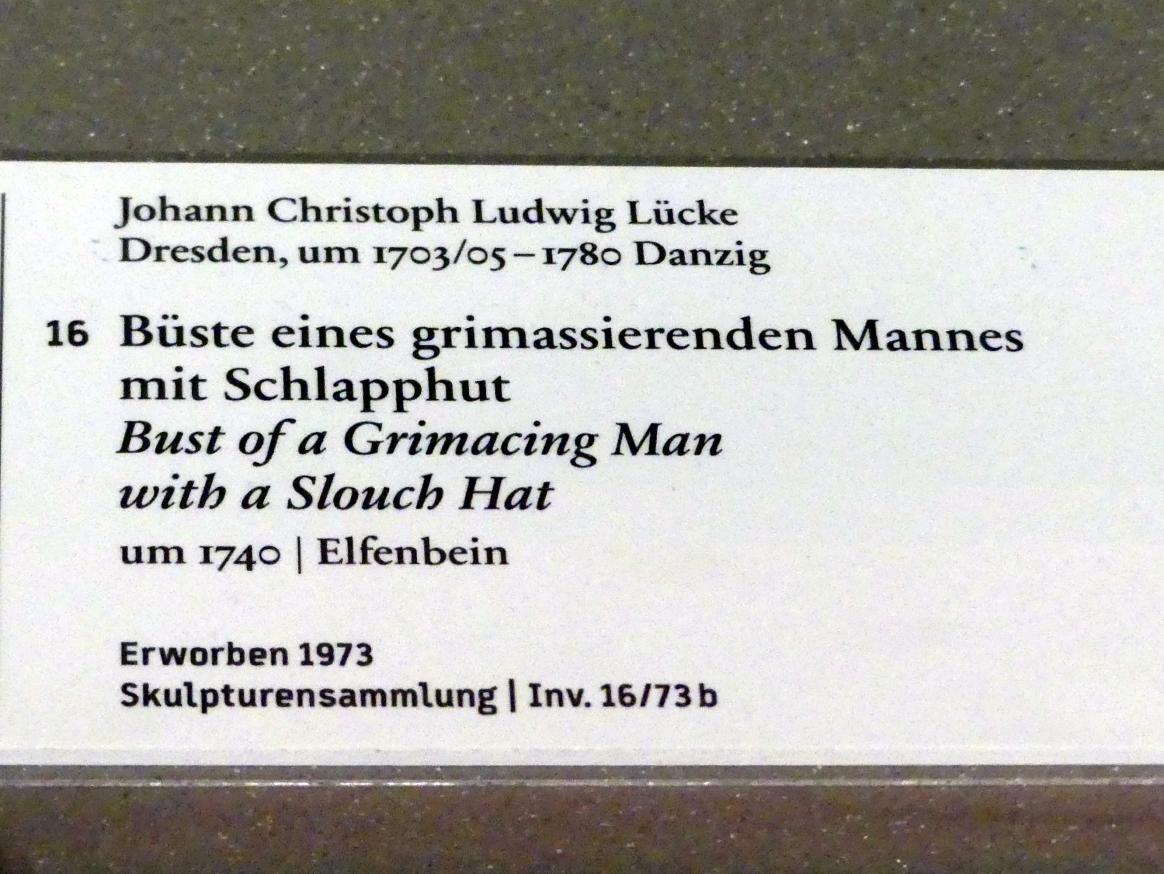 Johann Christoph Ludwig Lücke
Dresden, um 1703/05–1780 Danzig
16 Büste eines grimassierenden Mannes
mit Schlapphut
Bust of a Grimacing Man
with a Slouch Hat
um 1740 | Elfenbein
Erworben 1973
Skulpturensammlung | Inv. 16/73 b